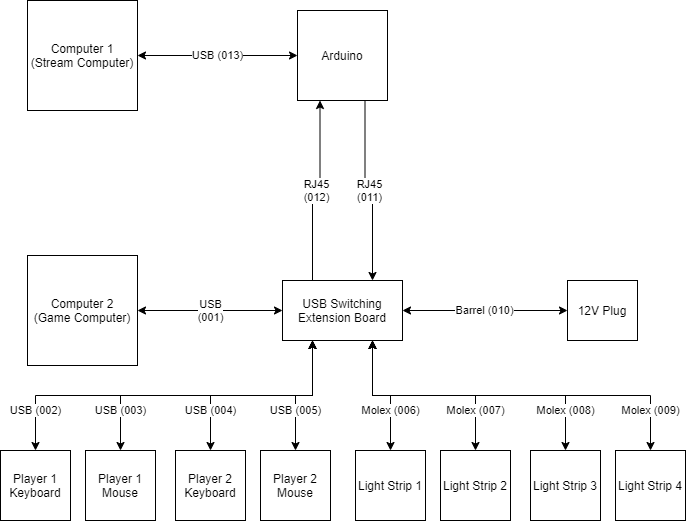 Computer 1
(Stream Computer)
USB (013)
Arduino
RJ45
(012)
RJ45
(011)
Computer 2
(Game Computer)
USB
(001)
USB Switching
Extension Board
Barrel (010)
12V Plug
USB (002)
USB (003)
USB (004)
USB (005)
Molex (006)
Molex (007)
Molex (008)
Molex (009)
Player 1
Keyboard
Player 1
Mouse
Player 2
Keyboard
Player 2
Mouse
Light Strip 1
Light Strip 2
Light Strip 3
Light Strip 4